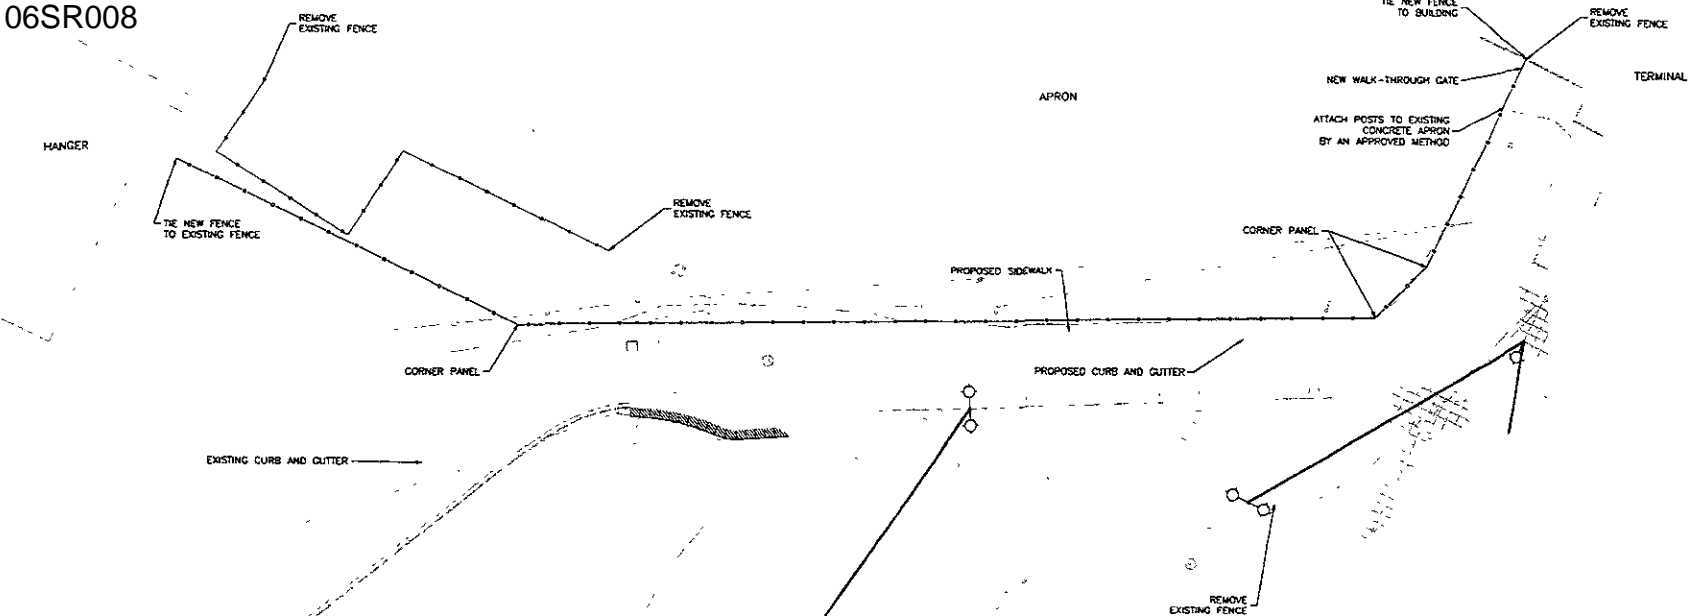 06SR008
REMOVE
EXISTING FENCE
TIE NEW FENCE
TO BUILDING
REMOVE
EXISTING FENCE
NEW WALK-THROUGH GATE
TERMINAL
APRON
ATTACH POSTS TO EXISTING
CONCRETE APRON
BY AN APPROVED METHOD
HANGER
REMOVE
EXISTING FENCE
TIE NEW FENCE
TO EXISTING FENCE
CORNER PANEL
PROPOSED SIDEWALK
CORNER PANEL
PROPOSED CURB AND GUTTER
EXISTING CURB AND GUTTER
REMOVE
EXISTING FENCE